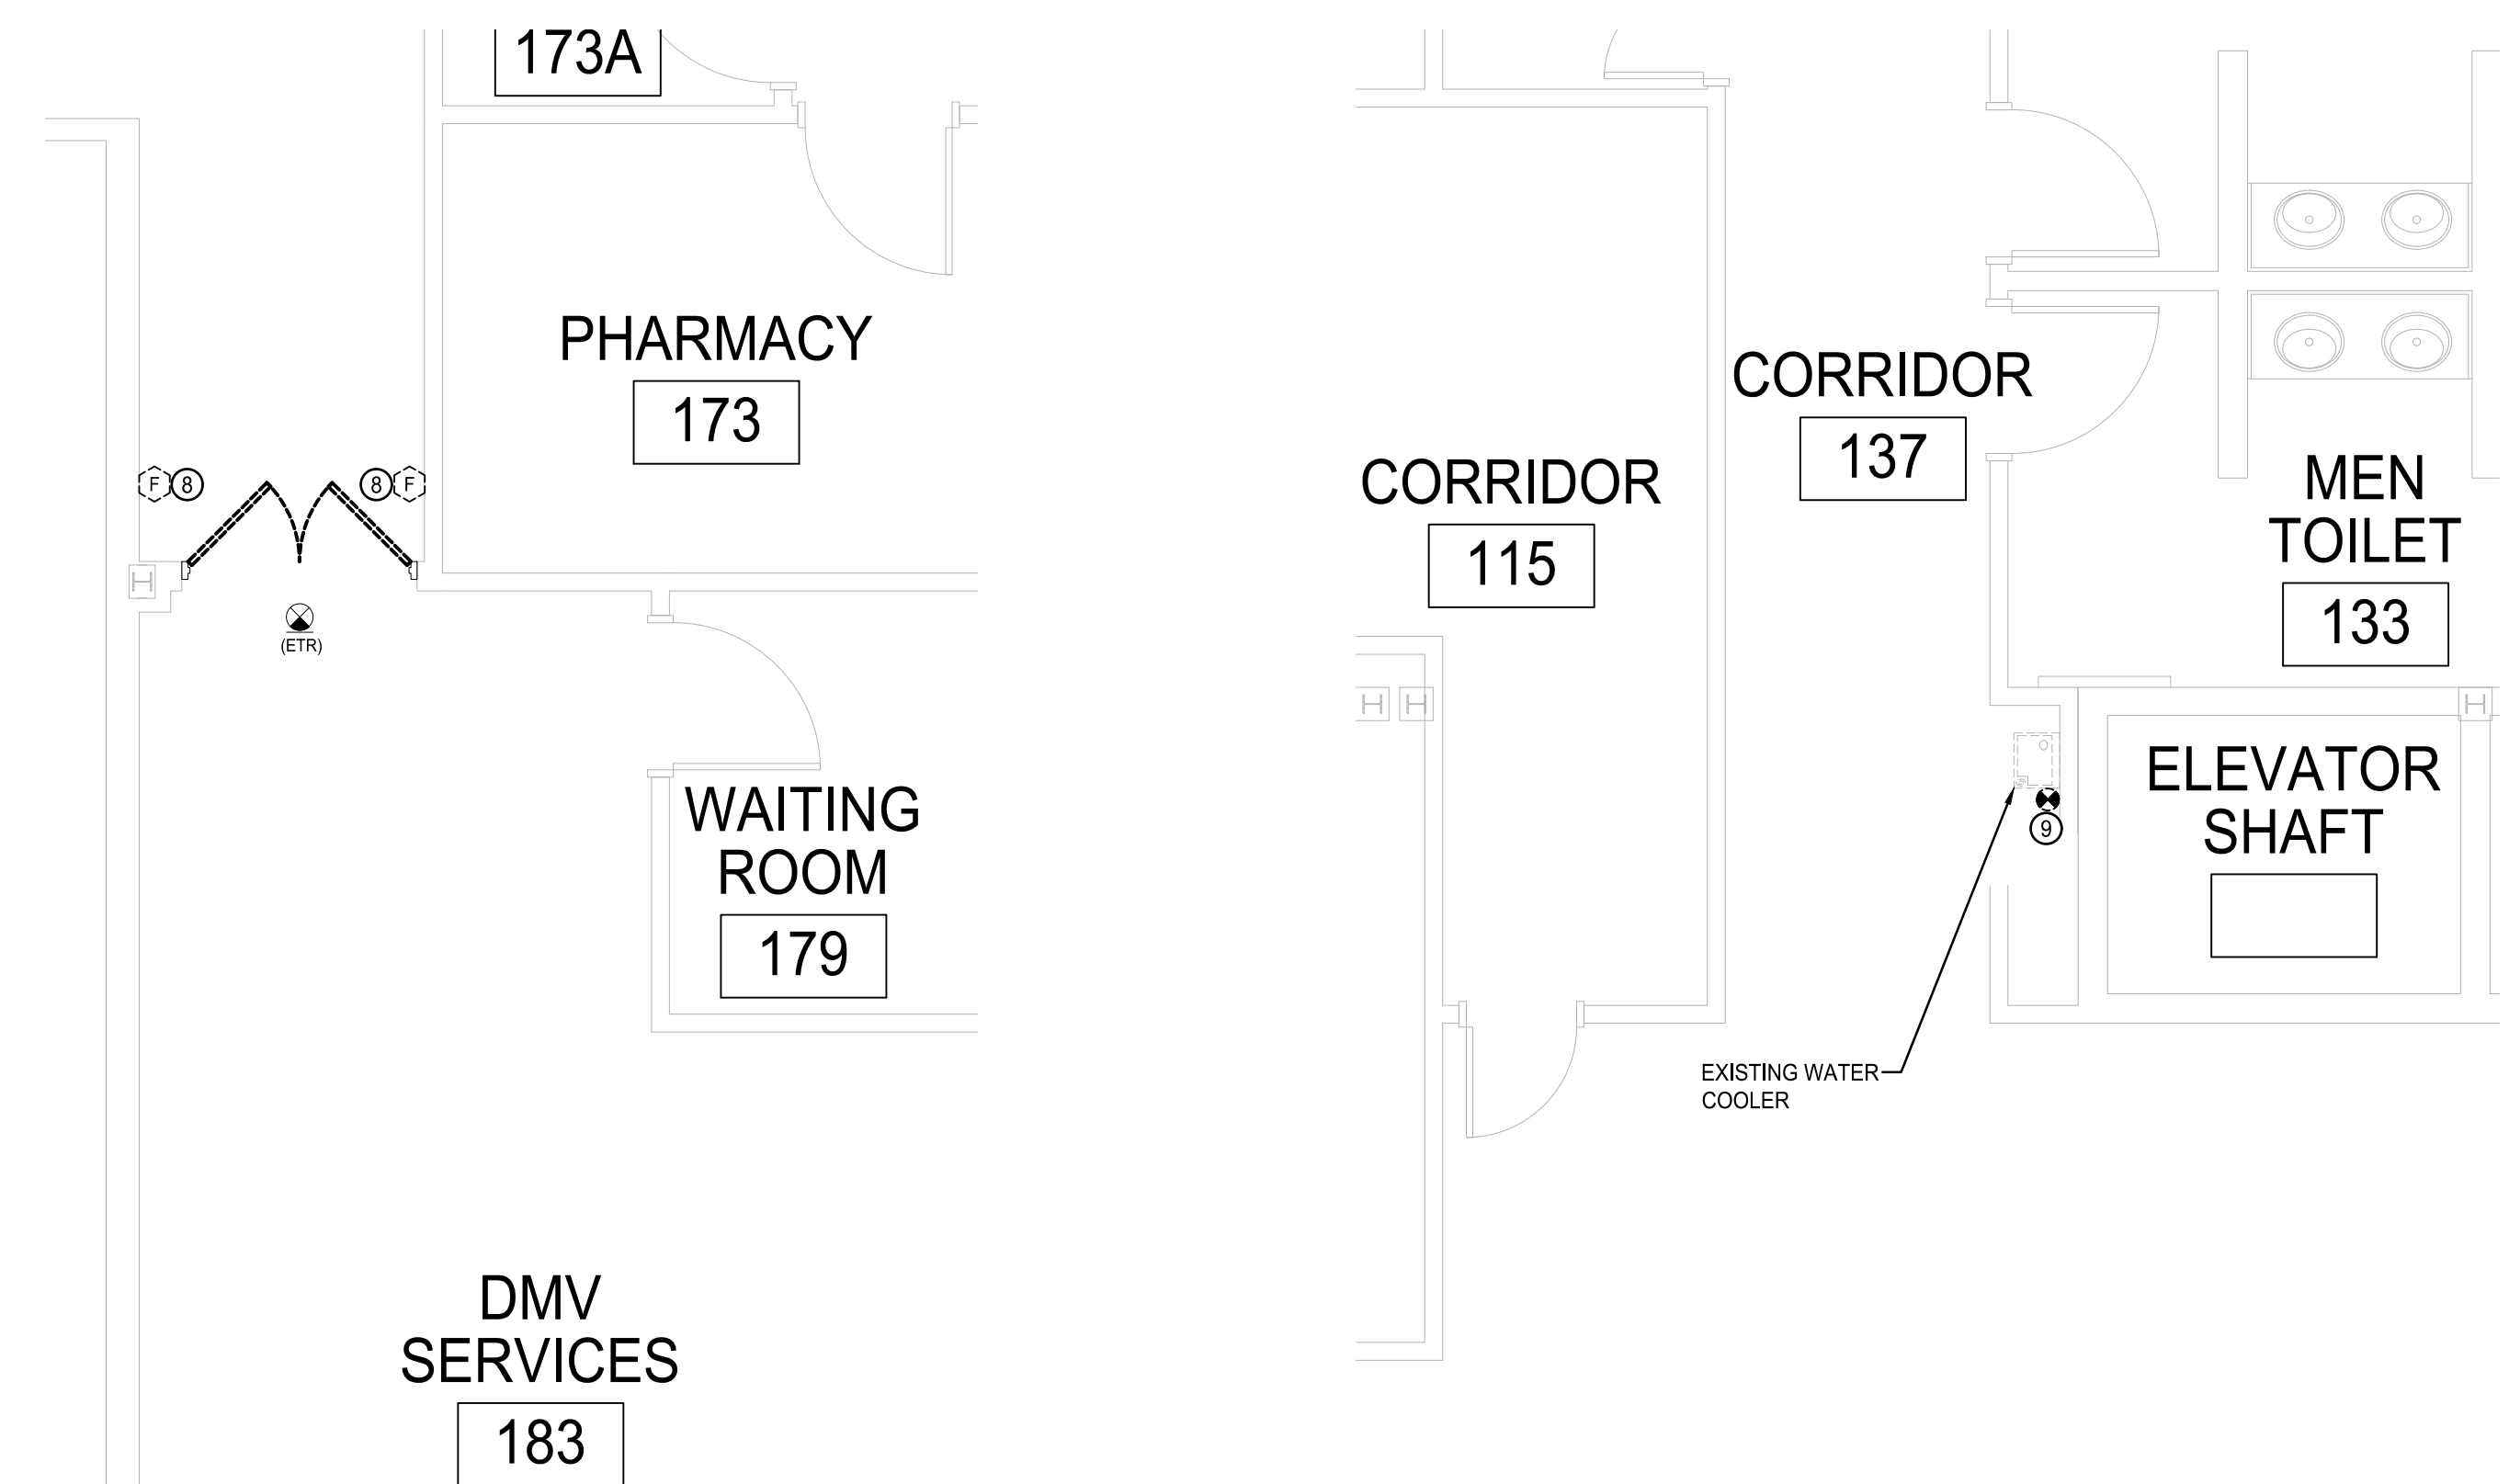 173A
PHARMACY
173
F
8
8
F
H
(ETR)
WAITING
ROOM
179
DMV
SERVICES
183
CORRIDOR
137
CORRIDOR
115
MEN
TOILET
133
H
H
H
ELEVATOR
SHAFT
9
EXISTING WATER
COOLER